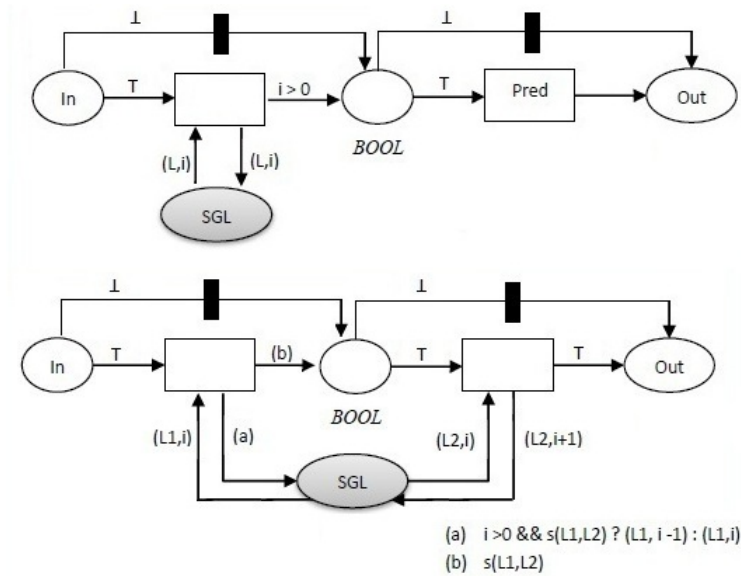 ⊥ ⊥
In T i > 0 T Pred Out
BOOL
(L,i) (L,i)
SGL
⊥ ⊥
In T (b) T T Out
BOOL
(L1,i) (a) (L2,i) (L2,i+1)
SGL
(a) i >0 && s(L1,L2) ? (L1, i -1) : (L1,i)
(b) s(L1,L2)